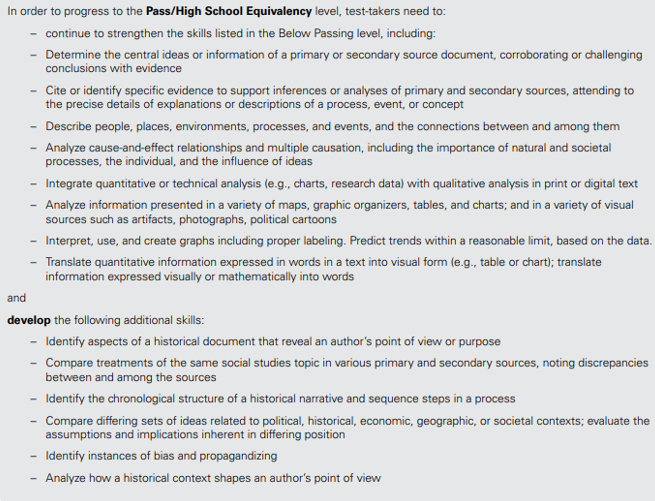 In order to progress to the Pass/High School Equivalency level, test-takers need to:
– continue to strengthen the skills listed in the Below Passing level, including:
– Determine the central ideas or information of a primary or secondary source document, corroborating or challenging
conclusions with evidence
– Cite or identify specific evidence to support inferences or analyses of primary and secondary sources, attending to
the precise details of explanations or descriptions of a process, event, or concept
– Describe people, places, environments, processes, and events, and the connections between and among them
– Analyze cause-and-effect relationships and multiple causation, including the importance of natural and societal
processes, the individual, and the influence of ideas
– Integrate quantitative or technical analysis (e.g., charts, research data) with qualitative analysis in print or digital text
– Analyze information presented in a variety of maps, graphic organizers, tables, and charts; and in a variety of visual
sources such as artifacts, photographs, political cartoons
– Interpret, use, and create graphs including proper labeling. Predict trends within a reasonable limit, based on the data.
– Translate quantitative information expressed in words in a text into visual form (e.g., table or chart); translate
information expressed visually or mathematically into words
and
develop the following additional skills:
– Identify aspects of a historical document that reveal an author's point of view or purpose
– Compare treatments of the same social studies topic in various primary and secondary sources, noting discrepancies
between and among the sources
– Identify the chronological structure of a historical narrative and sequence steps in a process
– Compare differing sets of ideas related to political, historical, economic, geographic, or societal contexts; evaluate the
assumptions and implications inherent in differing position
– Identify instances of bias and propagandizing
– Analyze how a historical context shapes an author's point of view